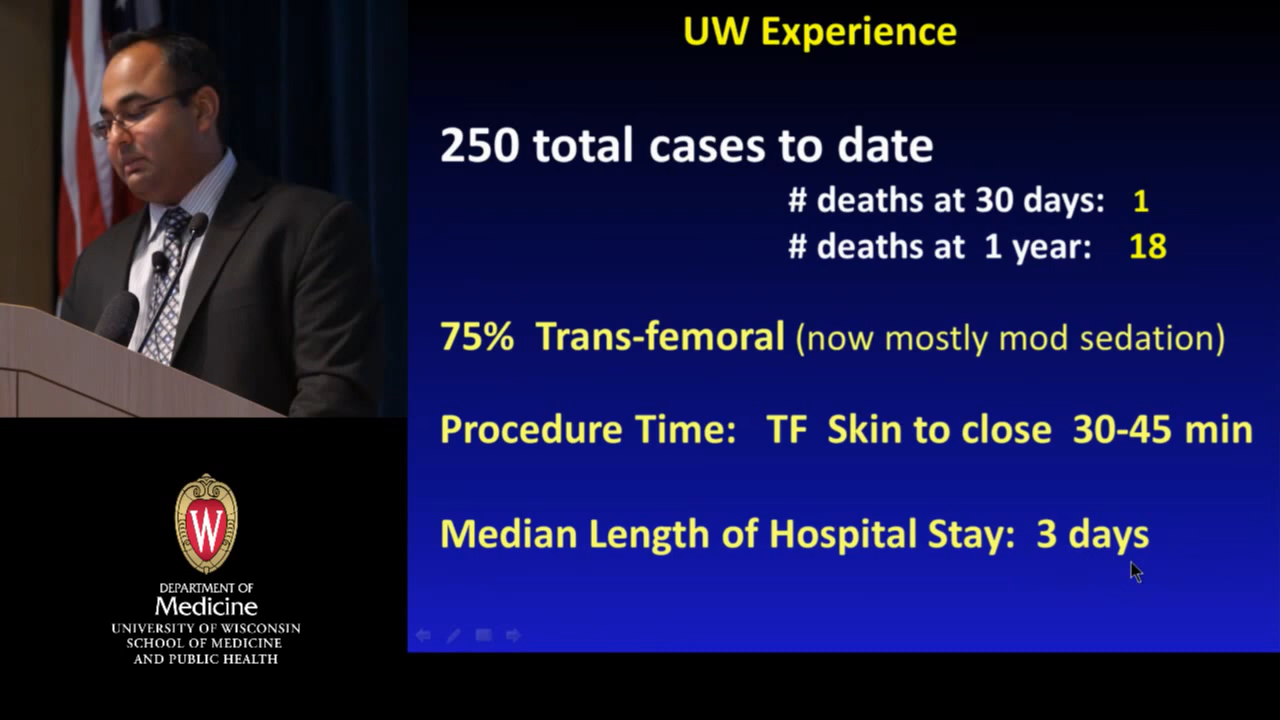 UW Experience
250 total cases to date
# deaths at 30 days: 1
# deaths at 1 year: 18
75% Trans-femoral (now mostly mod sedation)
Procedure Time: TF Skin to close 30-45 min
Median Length of Hospital Stay: 3 days
W
DEPARTMENT OF
Medicine
UNIVERSITY OF WISCONSIN
SCHOOL OF MEDICINE
AND PUBLIC HEALTH